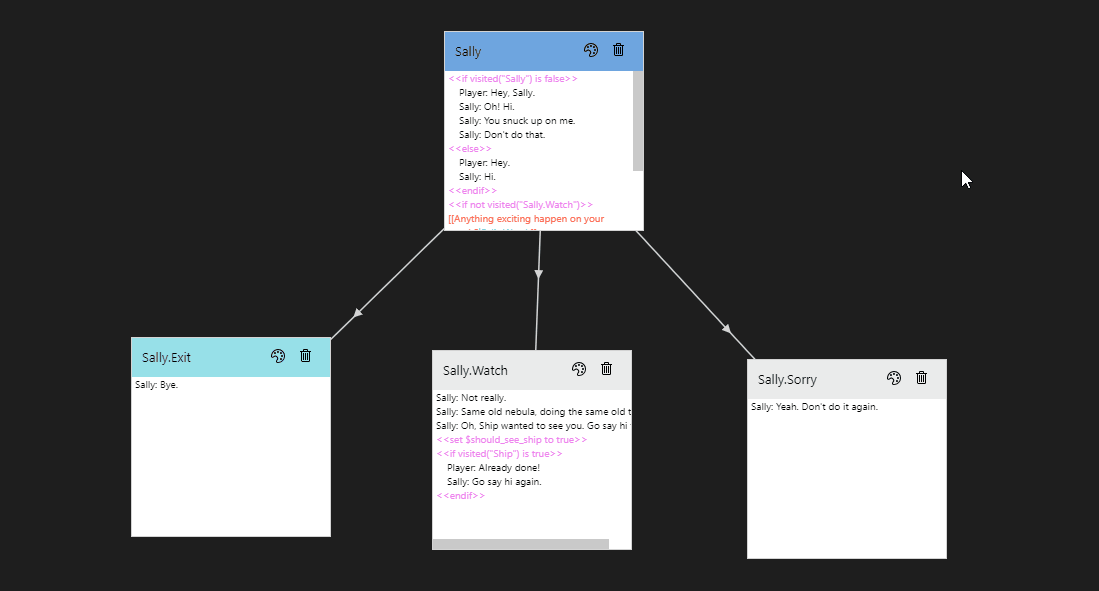 Sally
<<if visited("Sally") is false>>
Player: Hey, Sally.
Sally: Oh! Hi.
Sally: You snuck up on me.
Sally: Don't do that.
<<else>>
Player: Hey.
Sally: Hi.
<<endif>>
<<if not visited("Sally.Watch")>>
[[Anything exciting happen on your
Sally.Exit
Sally: Bye.
Sally.Watch
Sally: Not really.
Sally: Same old nebula, doing the same old t
Sally: Oh, Ship wanted to see you. Go say hi
<<set $should_see_ship to true>>
<<if visited("Ship") is true>>
Player: Already done!
Sally: Go say hi again.
<<endif>>
Sally.Sorry
Sally: Yeah. Don't do it again.